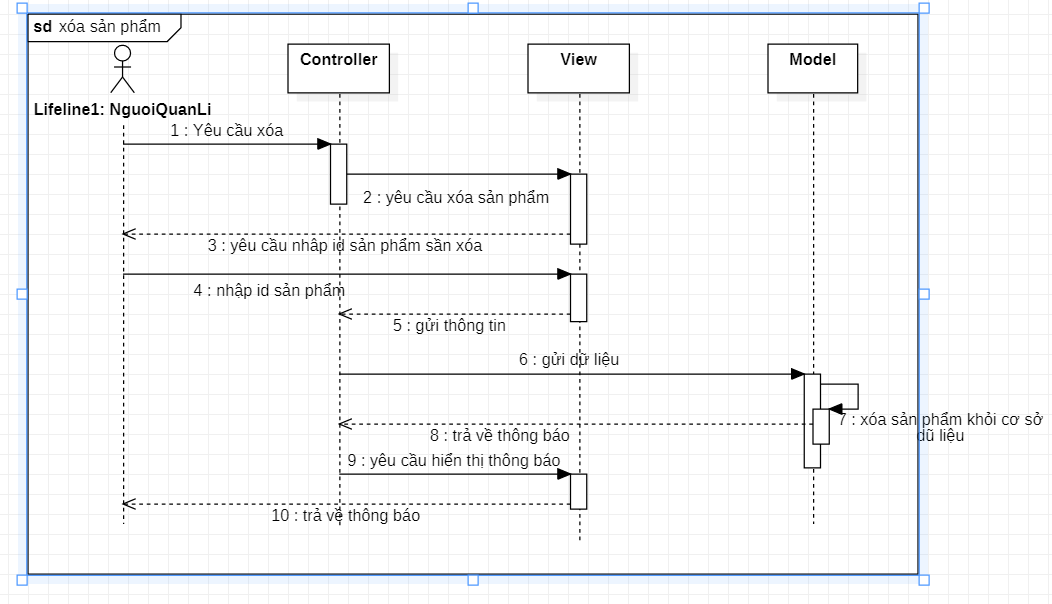 sd xóa sản phẩm
Controller
View
Model
Lifeline1: NguoiQuanLi
1 : Yêu cầu xóa
2 : yêu cầu xóa sản phẩm
3 : yêu cầu nhâp id sản phẩm sần xóa
4 : nhập id sản phẩm
5 : gửi thông tin
6 : gửi dữ liệu
7 : xóa sản phẩm khỏi cơ sở
dũ liệu
8 : trả về thông báo
9 : yêu cầu hiển thị thông báo
10 : trả về thông báo